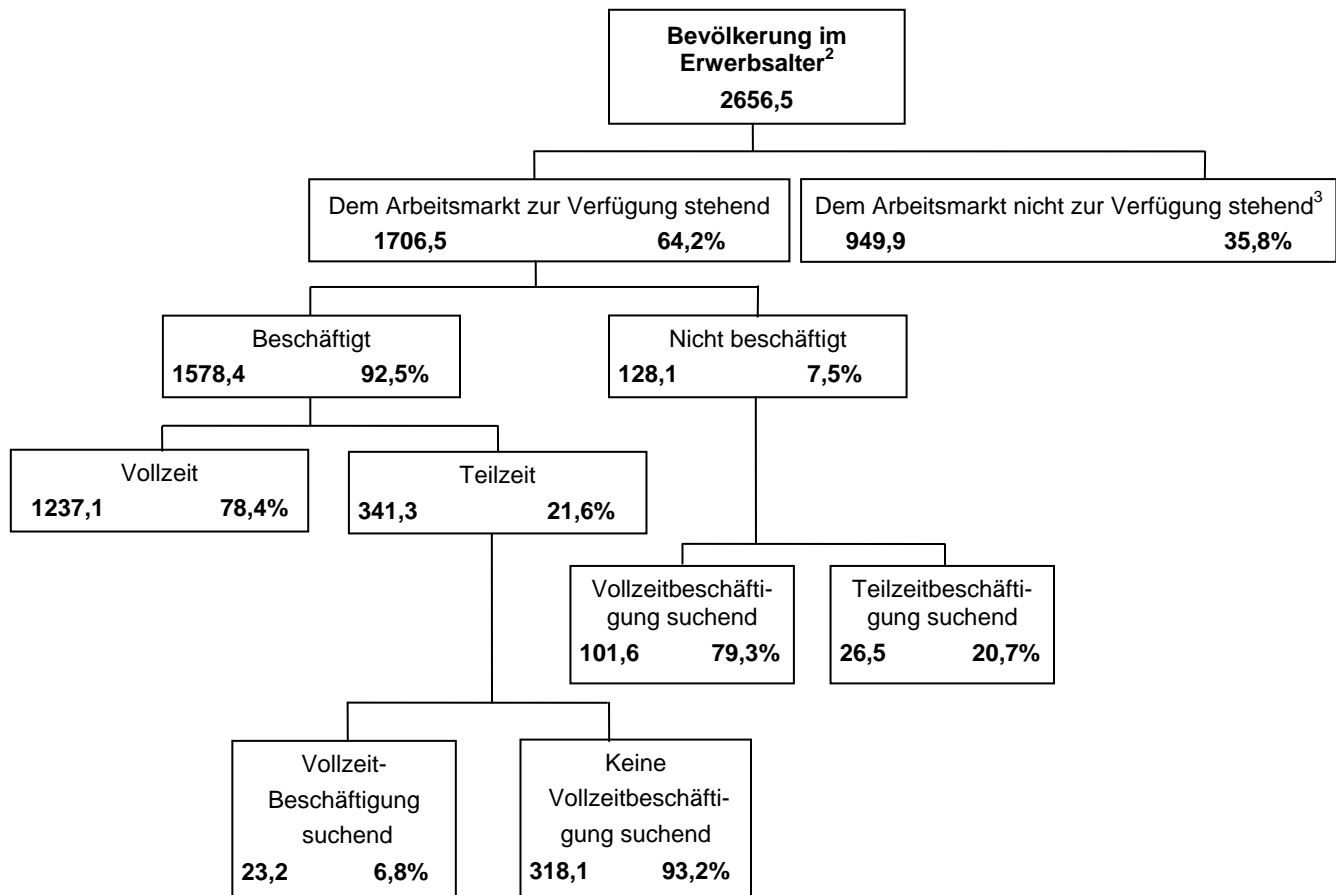 Bevölkerung im
Erwerbsalter²
2656,5
Dem Arbeitsmarkt zur Verfügung stehend
1706,5 64,2%
Dem Arbeitsmarkt nicht zur Verfügung stehend³
949,9 35,8%
Beschäftigt
1578,4 92,5%
Nicht beschäftigt
128,1 7,5%
Vollzeit
1237,1 78,4%
Teilzeit
341,3 21,6%
Vollzeitbeschäfti-
gung suchend
101,6 79,3%
Teilzeitbeschäfti-
gung suchend
26,5 20,7%
Vollzeit-
Beschäftigung
suchend
23,2 6,8%
Keine
Vollzeitbeschäfti-
gung suchend
318,1 93,2%